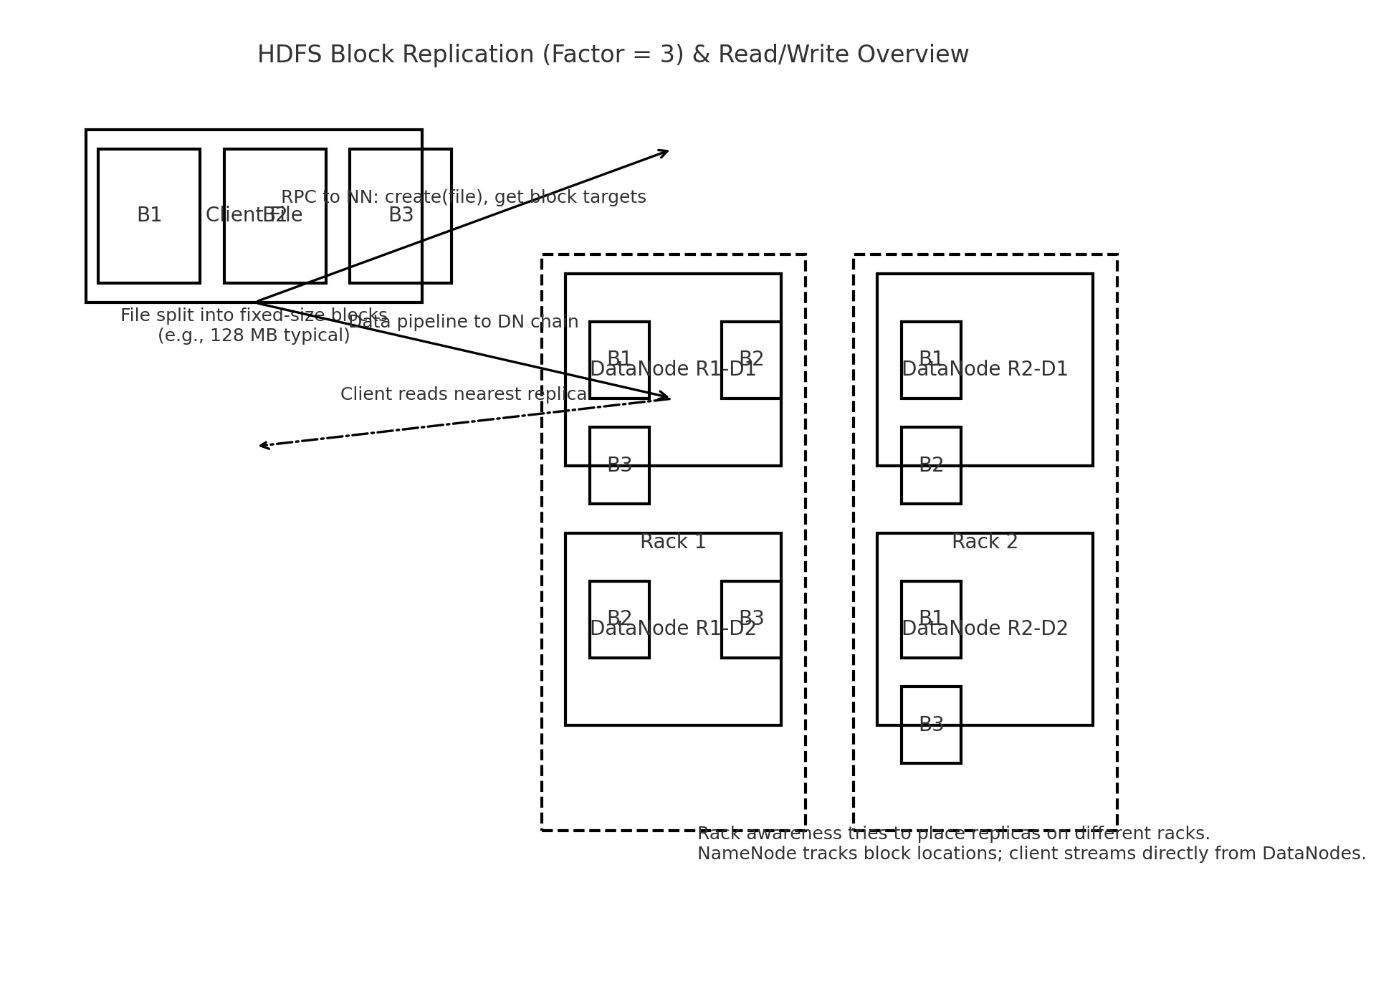 HDFS Block Replication (Factor = 3) & Read/Write Overview
B1
Client File
B2
B3
RPC to NN: create(file), get block targets
File split into fixed-size blocks
(e.g., 128 MB typical)
Data pipeline to DN chain
Client reads nearest replica
B1
B2
DataNode R1-D1
B3
Rack 1
B2
B3
DataNode R1-D2
B1
DataNode R2-D1
B2
Rack 2
B1
DataNode R2-D2
B3
Rack awareness tries to place replicas on different racks.
NameNode tracks block locations; client streams directly from DataNodes.